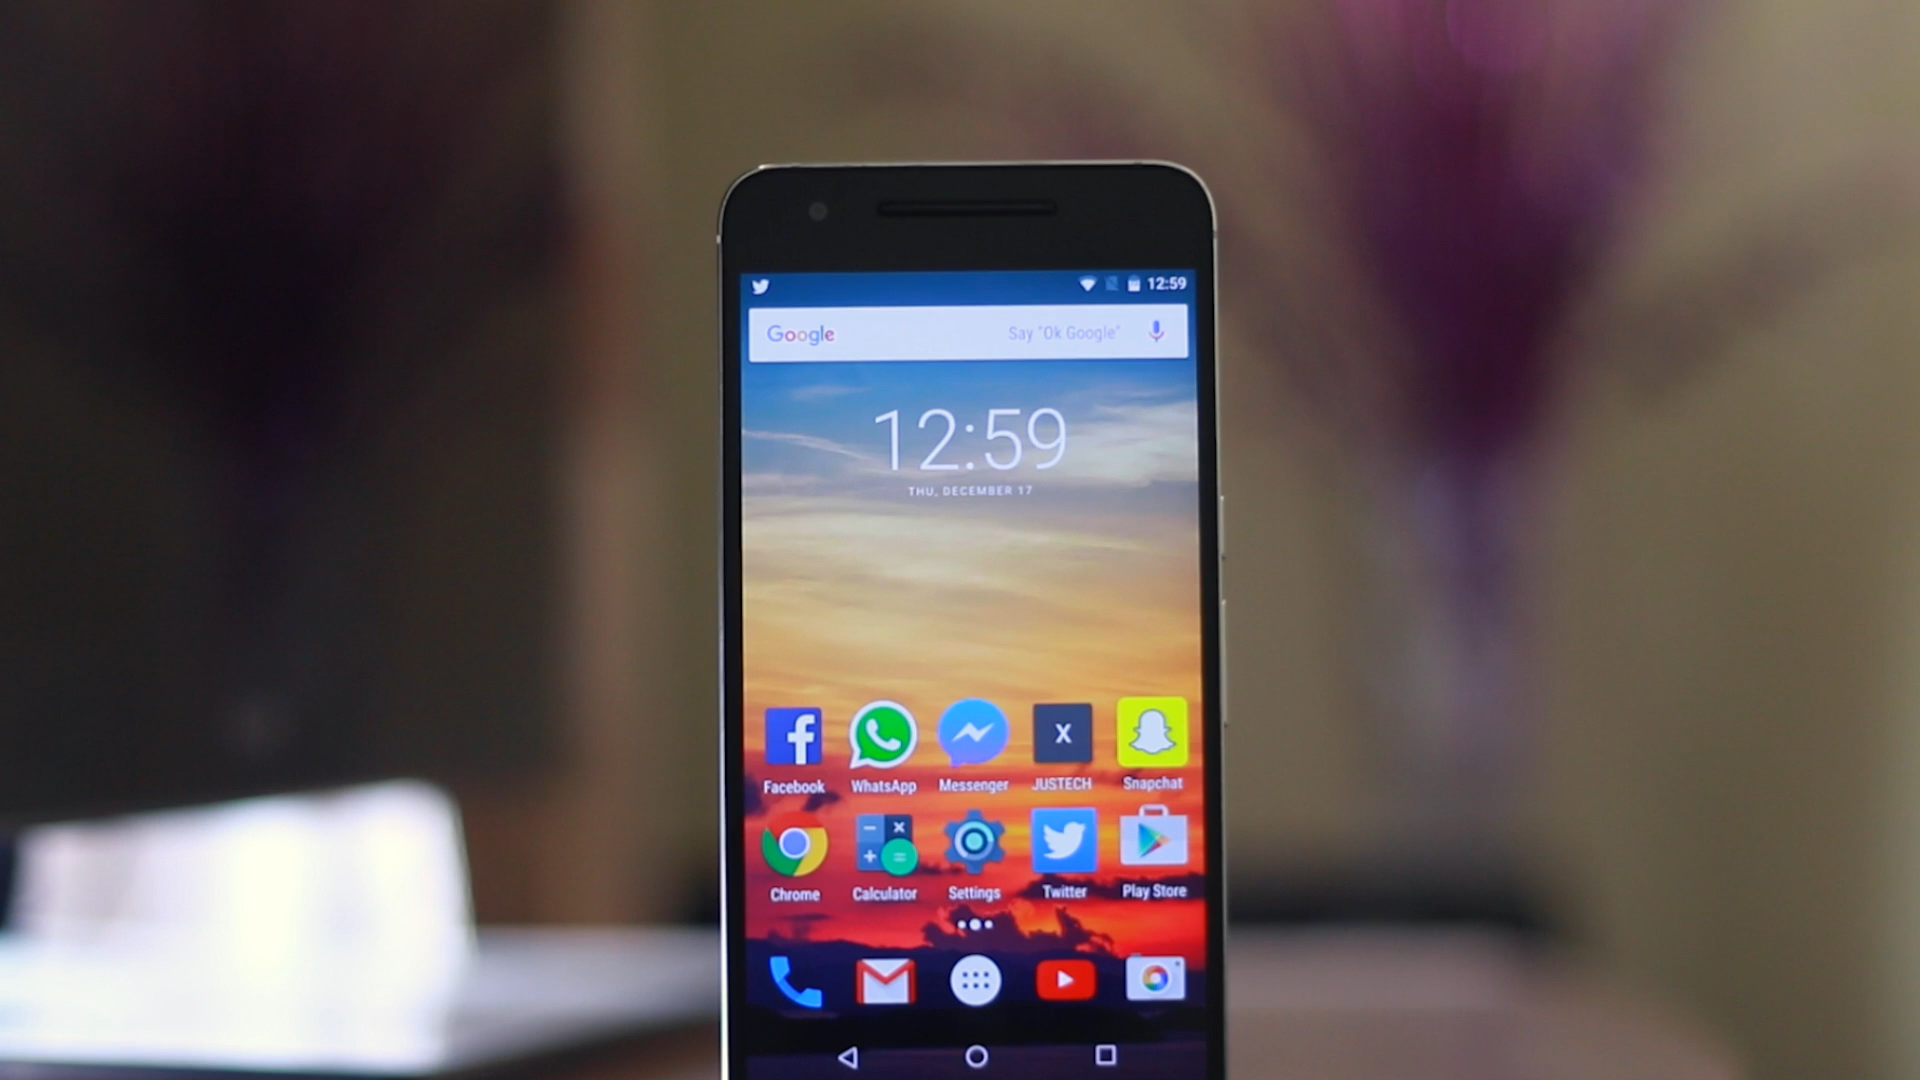 12:59
Google Say "Ok Google"
12:59
THU, DECEMBER 17
Facebook WhatsApp Messenger X JUSTECH Snapchat
Chrome Calculator Settings Twitter Play Store